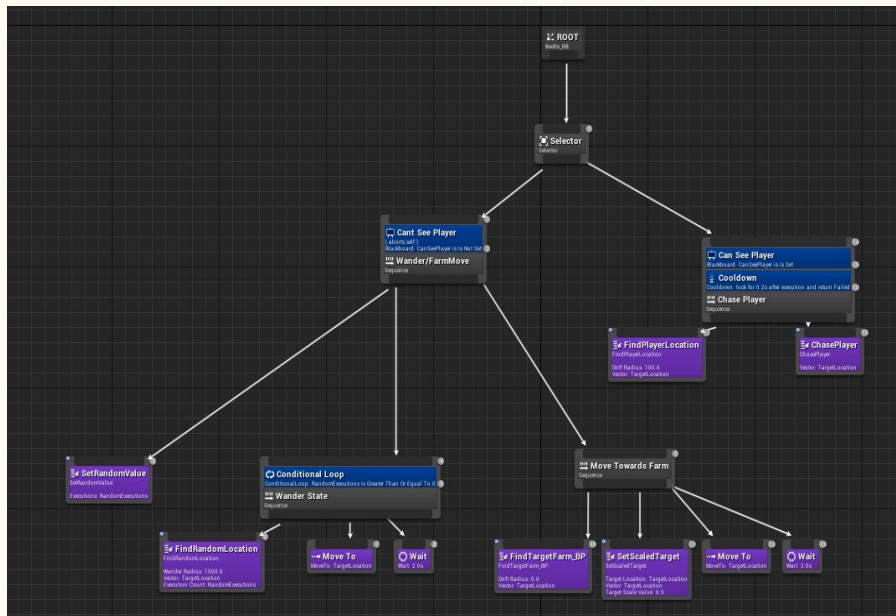 ROOT
Beetle_BB
Selector
Selector
Cant See Player
( aborts self )
Blackboard: CanSeePlayer is Is Not Set
Wander/FarmMove
Sequence
Can See Player
Blackboard: CanSeePlayer is Is Set
Cooldown
Cooldown: lock for 0.2s after execution and return Failed
Chase Player
Sequence
FindPlayerLocation
FindPlayerLocation:
Drift Radius: 100.0
Vector: TargetLocation
ChasePlayer
ChasePlayer:
Vector: TargetLocation
SetRandomValue
SetRandomValue
Executions: RandomExecutions
Conditional Loop
ConditionalLoop: RandomExecutions Is Greater Than Or Equal To 0
Wander State
Sequence
Move Towards Farm
Sequence
FindRandomLocation
FindRandomLocation:
Wander Radius: 1500.0
Vector: TargetLocation
Execution Count: RandomExecutions
Move To
MoveTo: TargetLocation
Wait
Wait: 2.0s
FindTargetFarm_BP
FindTargetFarm_BP:
Drift Radius: 0.0
Vector: TargetLocation
SetScaledTarget
SetScaledTarget:
Target Location: TargetLocation
Vector: TargetLocation
Target Scale Value: 0.5
Move To
MoveTo: TargetLocation
Wait
Wait: 2.0s